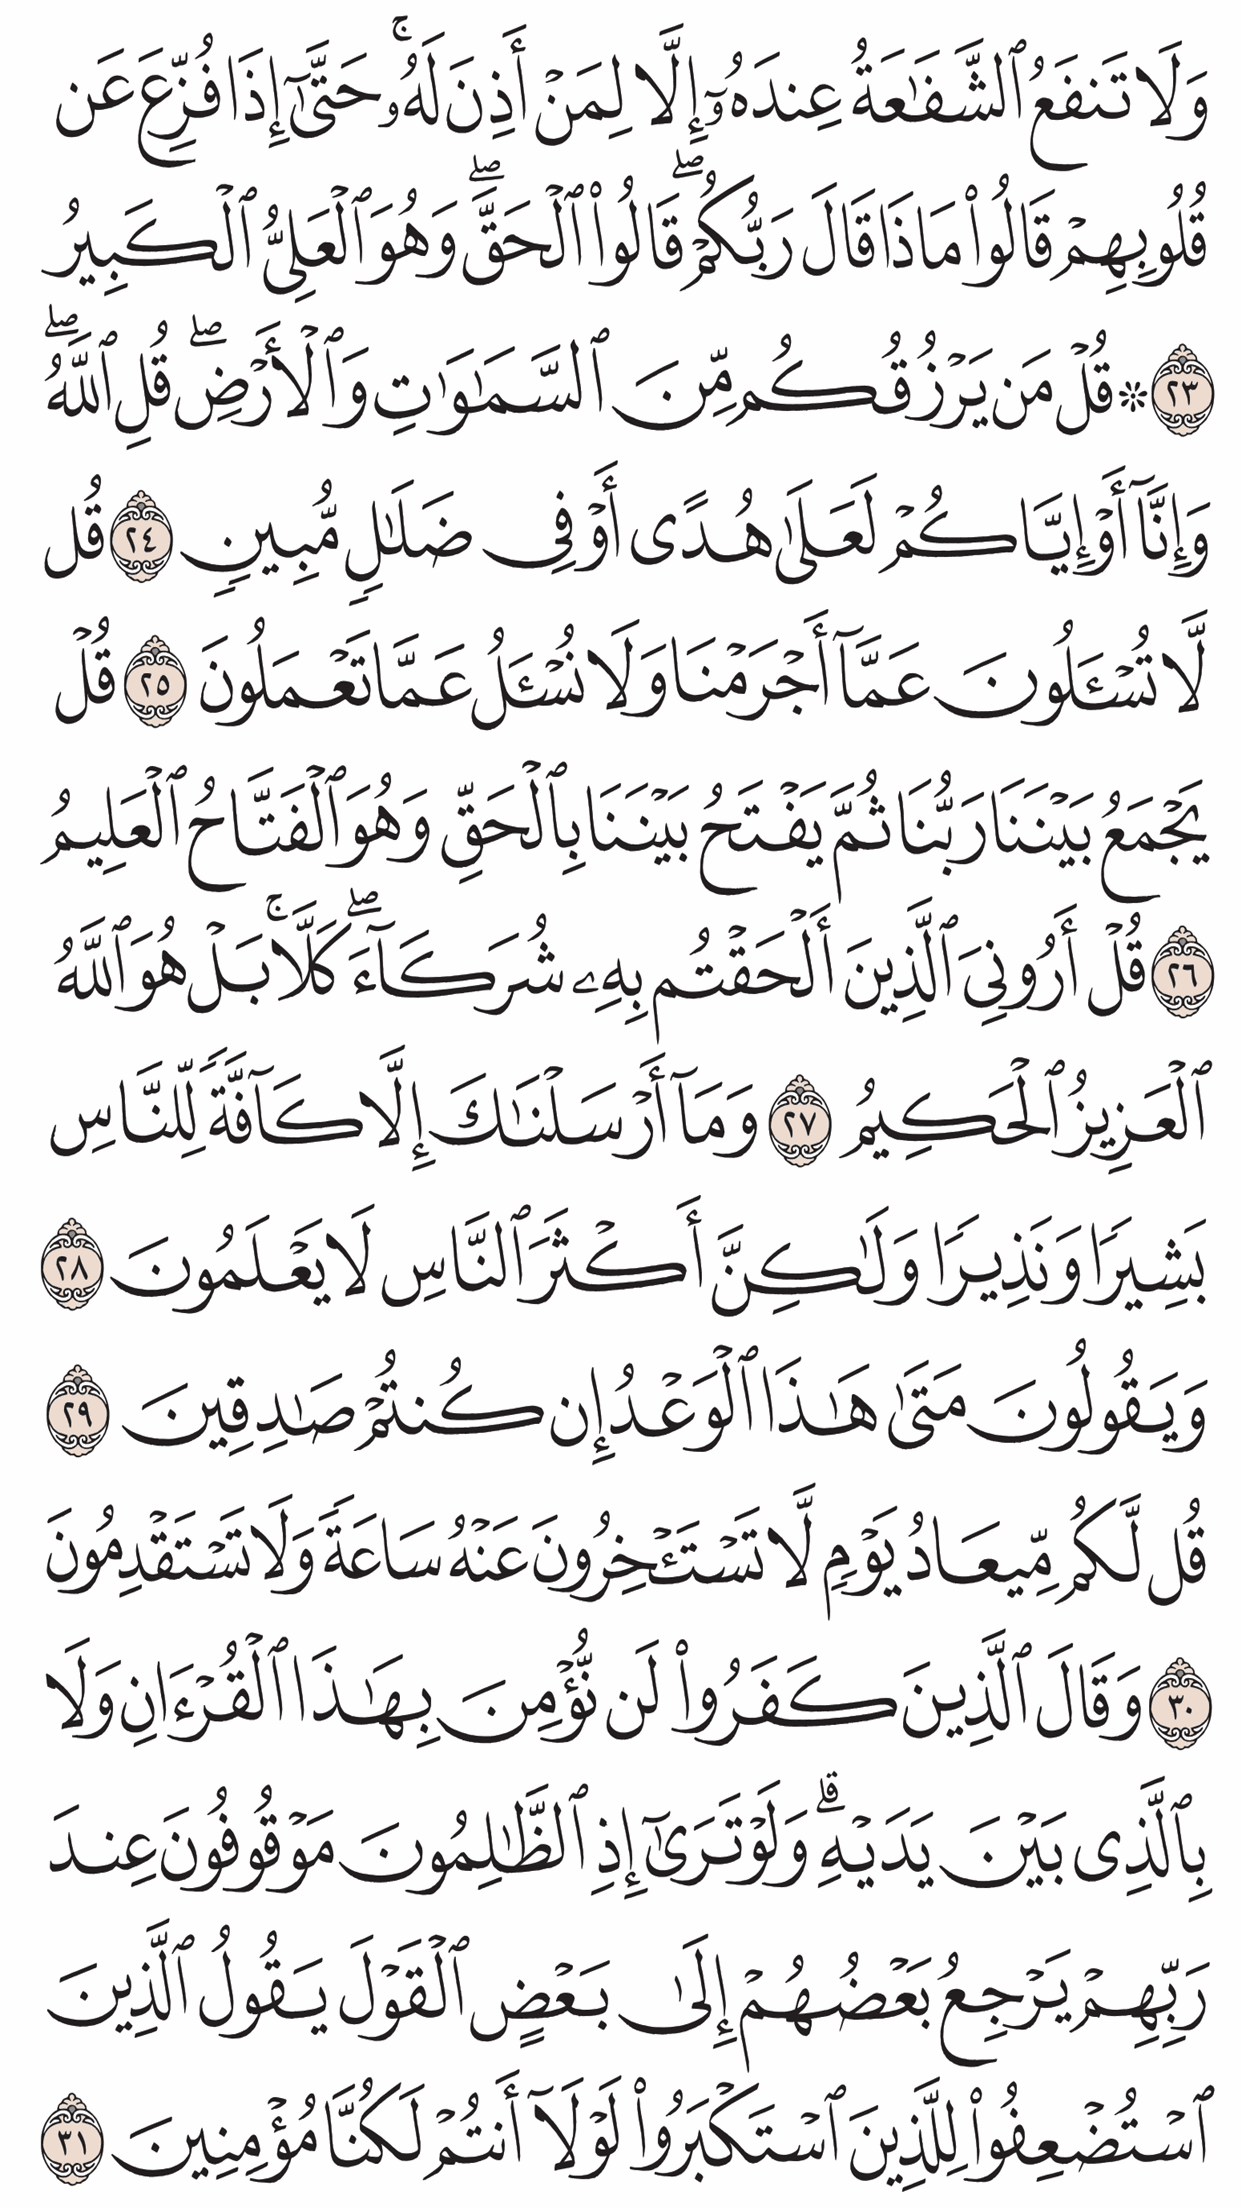 وَلَا تَنفَعُ ٱلشَّفَـٰعَةُ عِندَهُۥٓ إِلَّا لِمَنْ أَذِنَ لَهُۥۚ حَتَّىٰٓ إِذَا فُزِّعَ عَن
قُلُوبِهِمْ قَالُوا۟ مَاذَا قَالَ رَبُّكُمْۖ قَالُوا۟ ٱلْحَقَّۖ وَهُوَ ٱلْعَلِىُّ ٱلْكَبِيرُ
٢٣ ۞ قُلْ مَن يَرْزُقُكُم مِّنَ ٱلسَّمَـٰوَٰتِ وَٱلْأَرْضِۖ قُلِ ٱللَّهُۖ
وَإِنَّآ أَوْ إِيَّاكُمْ لَعَلَىٰ هُدًى أَوْ فِى ضَلَـٰلٍ مُّبِينٍ ٢٤ قُل
لَّا تُسْـَٔلُونَ عَمَّآ أَجْرَمْنَا وَلَا نُسْـَٔلُ عَمَّا تَعْمَلُونَ ٢٥ قُلْ
يَجْمَعُ بَيْنَنَا رَبُّنَا ثُمَّ يَفْتَحُ بَيْنَنَا بِٱلْحَقِّ وَهُوَ ٱلْفَتَّاحُ ٱلْعَلِيمُ
٢٦ قُلْ أَرُونِىَ ٱلَّذِينَ أَلْحَقْتُم بِهِۦ شُرَكَآءَۖ كَلَّاۚ بَلْ هُوَ ٱللَّهُ
ٱلْعَزِيزُ ٱلْحَكِيمُ ٢٧ وَمَآ أَرْسَلْنَـٰكَ إِلَّا كَآفَّةً لِّلنَّاسِ
بَشِيرًا وَنَذِيرًا وَلَـٰكِنَّ أَكْثَرَ ٱلنَّاسِ لَا يَعْلَمُونَ ٢٨
وَيَقُولُونَ مَتَىٰ هَـٰذَا ٱلْوَعْدُ إِن كُنتُمْ صَـٰدِقِينَ ٢٩
قُل لَّكُم مِّيعَادُ يَوْمٍ لَّا تَسْتَـْٔخِرُونَ عَنْهُ سَاعَةً وَلَا تَسْتَقْدِمُونَ
٣٠ وَقَالَ ٱلَّذِينَ كَفَرُوا۟ لَن نُّؤْمِنَ بِهَـٰذَا ٱلْقُرْءَانِ وَلَا
بِٱلَّذِى بَيْنَ يَدَيْهِۗ وَلَوْ تَرَىٰٓ إِذِ ٱلظَّـٰلِمُونَ مَوْقُوفُونَ عِندَ
رَبِّهِمْ يَرْجِعُ بَعْضُهُمْ إِلَىٰ بَعْضٍ ٱلْقَوْلَ يَقُولُ ٱلَّذِينَ
ٱسْتُضْعِفُوا۟ لِلَّذِينَ ٱسْتَكْبَرُوا۟ لَوْلَآ أَنتُمْ لَكُنَّا مُؤْمِنِينَ ٣١